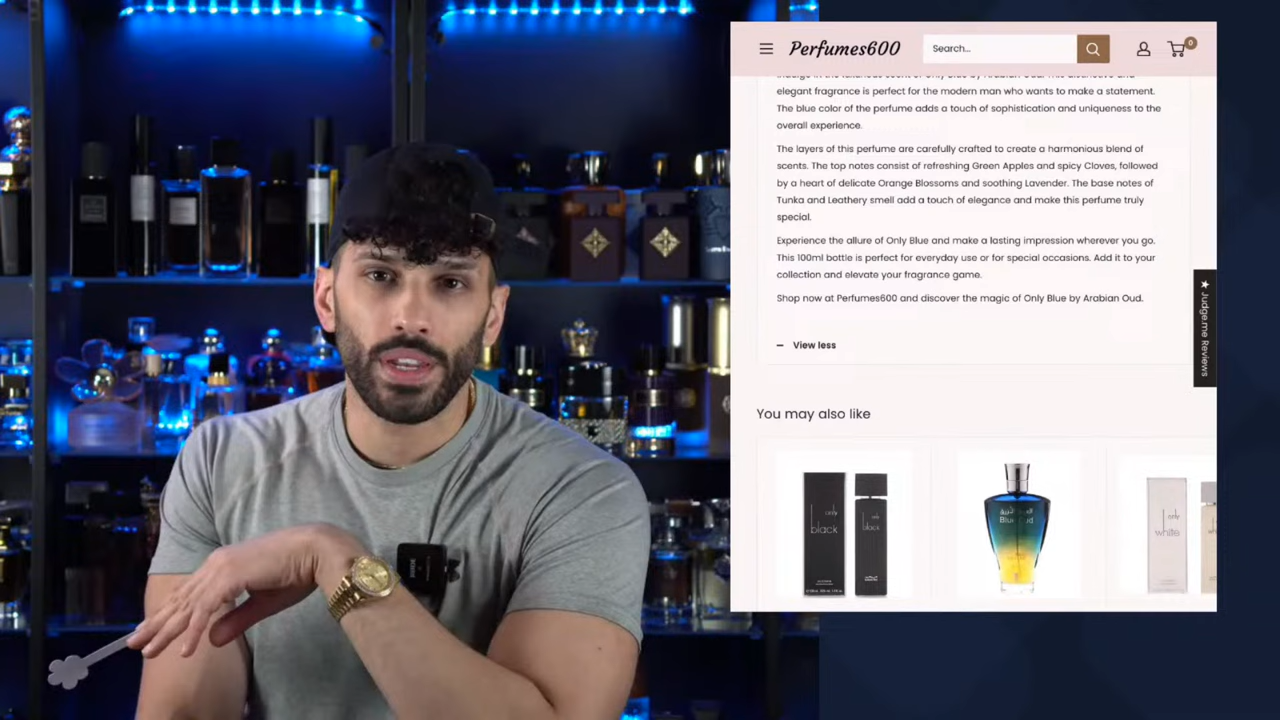 Perfumes600
Search...
0
elegant fragrance is perfect for the modern man who wants to make a statement.
The blue color of the perfume adds a touch of sophistication and uniqueness to the
overall experience.
The layers of this perfume are carefully crafted to create a harmonious blend of
scents. The top notes consist of refreshing Green Apples and spicy Cloves, followed
by a heart of delicate Orange Blossoms and soothing Lavender. The base notes of
Tunka and Leathery smell add a touch of elegance and make this perfume truly
special.
Experience the allure of Only Blue and make a lasting impression wherever you go.
This 100ml bottle is perfect for everyday use or for special occasions. Add it to your
collection and elevate your fragrance game.
Shop now at Perfumes600 and discover the magic of Only Blue by Arabian Oud.
★ Judge.me Reviews
− View less
You may also like
only
black
only
black
Blue Oud
only
white